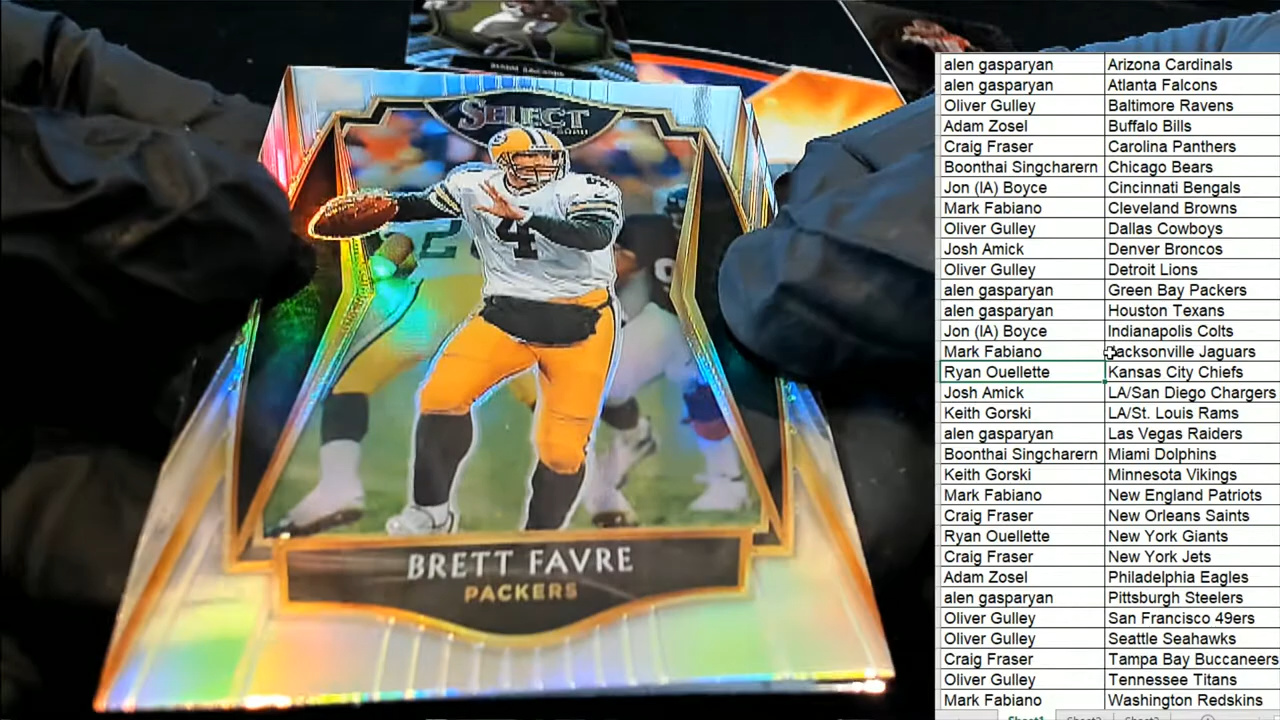 SELECT
2020
4
BRETT FAVRE
PACKERS
alen gasparyan Arizona Cardinals
alen gasparyan Atlanta Falcons
Oliver Gulley Baltimore Ravens
Adam Zosel Buffalo Bills
Craig Fraser Carolina Panthers
Boonthai Singcharern Chicago Bears
Jon (IA) Boyce Cincinnati Bengals
Mark Fabiano Cleveland Browns
Oliver Gulley Dallas Cowboys
Josh Amick Denver Broncos
Oliver Gulley Detroit Lions
alen gasparyan Green Bay Packers
alen gasparyan Houston Texans
Jon (IA) Boyce Indianapolis Colts
Mark Fabiano Jacksonville Jaguars
Ryan Ouellette Kansas City Chiefs
Josh Amick LA/San Diego Chargers
Keith Gorski LA/St. Louis Rams
alen gasparyan Las Vegas Raiders
Boonthai Singcharern Miami Dolphins
Keith Gorski Minnesota Vikings
Mark Fabiano New England Patriots
Craig Fraser New Orleans Saints
Ryan Ouellette New York Giants
Craig Fraser New York Jets
Adam Zosel Philadelphia Eagles
alen gasparyan Pittsburgh Steelers
Oliver Gulley San Francisco 49ers
Oliver Gulley Seattle Seahawks
Craig Fraser Tampa Bay Buccaneers
Oliver Gulley Tennessee Titans
Mark Fabiano Washington Redskins
Sheet1 Sheet2 Sheet3